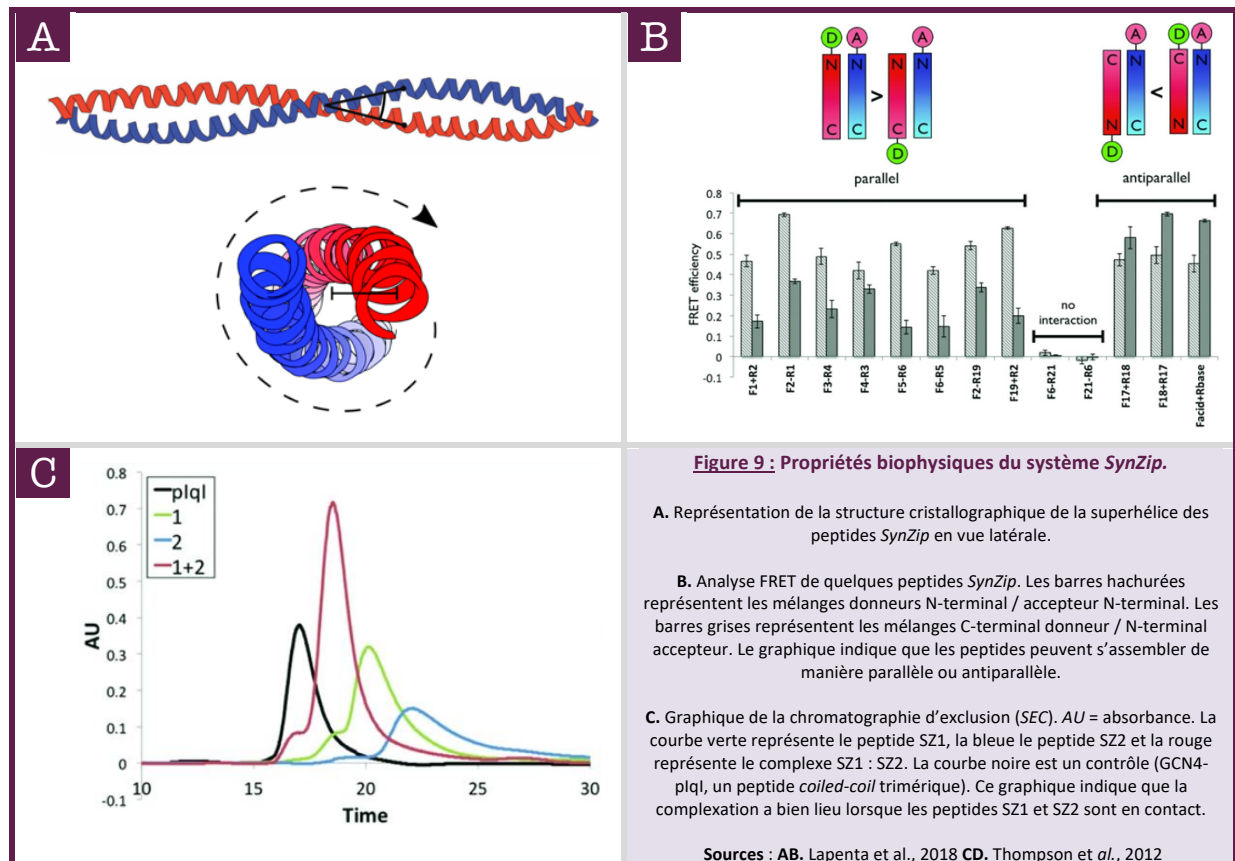 A
B
D A A
N N N N
>
C C C C
D
A D A
C N C N
<
N C N C
D
parallel
antiparallel
no
interaction
FRET efficiency
0.8
0.7
0.6
0.5
0.4
0.3
0.2
0.1
0
-0.1
F1+R2
F2-R1
F3-R4
F4-R3
F5-R6
F6-R5
F2-R19
F19+R2
F6-R21
F21-R6
F17+R18
F18+R17
Facid+Rbase
C
pIqI
1
2
1+2
AU
0.8
0.7
0.6
0.5
0.4
0.3
0.2
0.1
0
-0.1
10 15 20 25 30
Time
Figure 9 : Propriétés biophysiques du système SynZip.
A. Représentation de la structure cristallographique de la superhélice des
peptides SynZip en vue latérale.
B. Analyse FRET de quelques peptides SynZip. Les barres hachurées
représentent les mélanges donneurs N-terminal / accepteur N-terminal. Les
barres grises représentent les mélanges C-terminal donneur / N-terminal
accepteur. Le graphique indique que les peptides peuvent s’assembler de
manière parallèle ou antiparallèle.
C. Graphique de la chromatographie d’exclusion (SEC). AU = absorbance. La
courbe verte représente le peptide SZ1, la bleue le peptide SZ2 et la rouge
représente le complexe SZ1 : SZ2. La courbe noire est un contrôle (GCN4-
pIqI, un peptide coiled-coil trimérique). Ce graphique indique que la
complexation a bien lieu lorsque les peptides SZ1 et SZ2 sont en contact.
Sources : AB. Lapenta et al., 2018 CD. Thompson et al., 2012